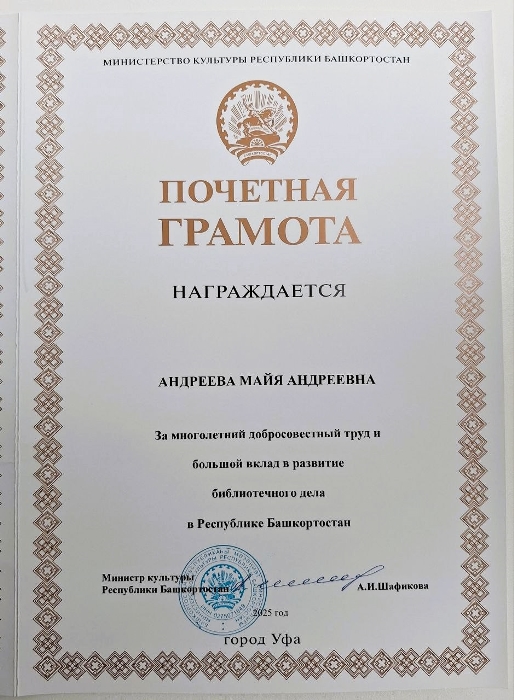 МИНИСТЕРСТВО КУЛЬТУРЫ РЕСПУБЛИКИ БАШКОРТОСТАН
ПОЧЕТНАЯ
ГРАМОТА
НАГРАЖДАЕТСЯ
АНДРЕЕВА МАЙЯ АНДРЕЕВНА
За многолетний добросовестный труд и
большой вклад в развитие
библиотечного дела
в Республике Башкортостан
Министр культуры
Республики Башкортостан
А.И.Шафикова
2025 год
город Уфа